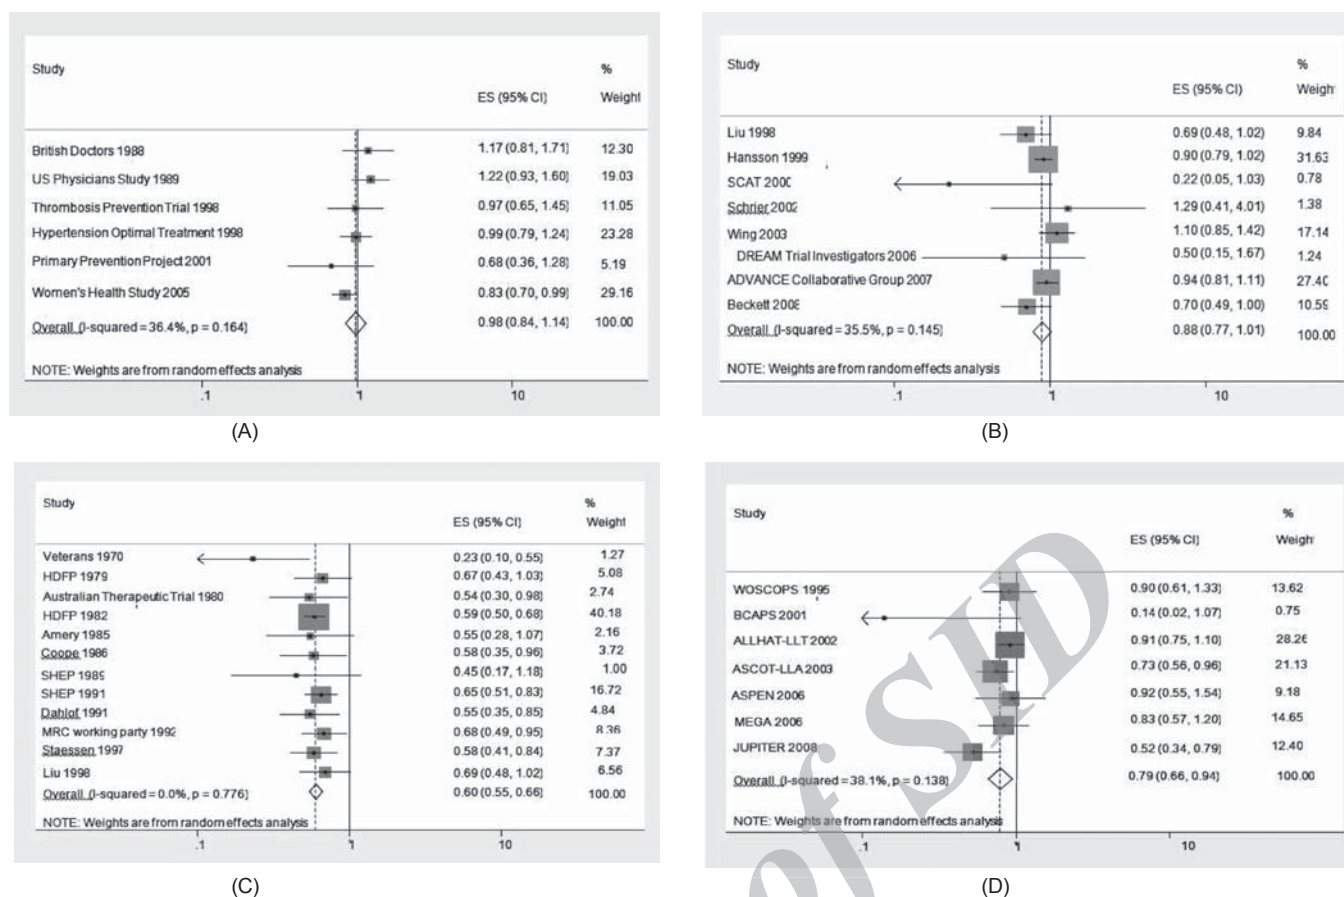 Study %
ES (95% CI) Weight
British Doctors 1988 1.17 (0.81, 1.71) 12.30
US Physicians Study 1989 1.22 (0.93, 1.60) 19.03
Thrombosis Prevention Trial 1998 0.97 (0.65, 1.45) 11.05
Hypertension Optimal Treatment 1998 0.99 (0.79, 1.24) 23.28
Primary Prevention Project 2001 0.68 (0.36, 1.28) 5.19
Women's Health Study 2005 0.83 (0.70, 0.99) 29.16
Overall (I-squared = 36.4%, p = 0.164) 0.98 (0.84, 1.14) 100.00
NOTE: Weights are from random effects analysis
.1 1 10
(A)
Study %
ES (95% CI) Weight
Liu 1998 0.69 (0.48, 1.02) 9.84
Hansson 1999 0.90 (0.79, 1.02) 31.63
SCAT 2000 0.22 (0.05, 1.03) 0.78
Schrier 2002 1.29 (0.41, 4.01) 1.38
Wing 2003 1.10 (0.85, 1.42) 17.14
DREAM Trial Investigators 2006 0.50 (0.15, 1.67) 1.24
ADVANCE Collaborative Group 2007 0.94 (0.81, 1.11) 27.40
Beckett 2008 0.70 (0.49, 1.00) 10.59
Overall (I-squared = 35.5%, p = 0.145) 0.88 (0.77, 1.01) 100.00
NOTE: Weights are from random effects analysis
.1 1 10
(B)
Study %
ES (95% CI) Weight
Veterans 1970 0.23 (0.10, 0.55) 1.27
HDFP 1979 0.67 (0.43, 1.03) 5.08
Australian Therapeutic Trial 1980 0.54 (0.30, 0.98) 2.74
HDFP 1982 0.59 (0.50, 0.68) 40.18
Amery 1985 0.55 (0.28, 1.07) 2.16
Coope 1986 0.58 (0.35, 0.96) 3.72
SHEP 1989 0.45 (0.17, 1.18) 1.00
SHEP 1991 0.65 (0.51, 0.83) 16.72
Dahlof 1991 0.55 (0.35, 0.85) 4.84
MRC working party 1992 0.68 (0.49, 0.95) 8.36
Staessen 1997 0.58 (0.41, 0.84) 7.37
Liu 1998 0.69 (0.48, 1.02) 6.56
Overall (I-squared = 0.0%, p = 0.776) 0.60 (0.55, 0.66) 100.00
NOTE: Weights are from random effects analysis
.1 1 10
(C)
Study %
ES (95% CI) Weight
WOSCOPS 1995 0.90 (0.61, 1.33) 13.62
BCAPS 2001 0.14 (0.02, 1.07) 0.75
ALLHAT-LLT 2002 0.91 (0.75, 1.10) 28.26
ASCOT-LLA 2003 0.73 (0.56, 0.96) 21.13
ASPEN 2006 0.92 (0.55, 1.54) 9.18
MEGA 2006 0.83 (0.57, 1.20) 14.65
JUPITER 2008 0.52 (0.34, 0.79) 12.40
Overall (I-squared = 38.1%, p = 0.138) 0.79 (0.66, 0.94) 100.00
NOTE: Weights are from random effects analysis
.1 1 10
(D)
of SID